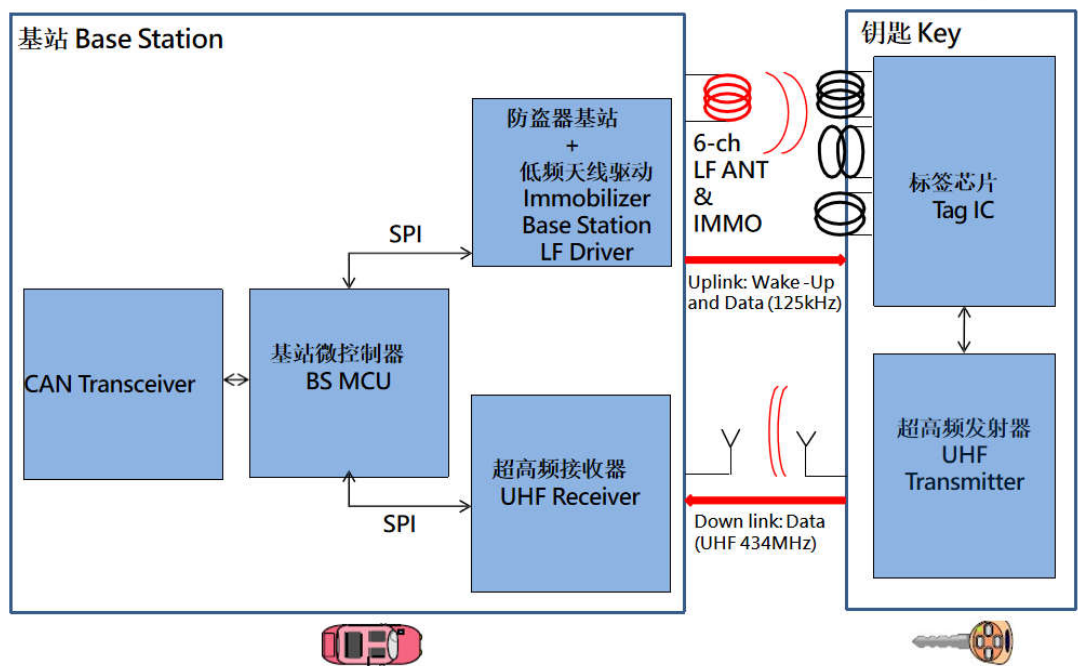 基站 Base Station
防盗器基站
+
低频天线驱动
Immobilizer
Base Station
LF Driver
SPI
CAN Transceiver
基站微控制器
BS MCU
超高频接收器
UHF Receiver
SPI
6-ch
LF ANT
&
IMMO
Uplink: Wake -Up
and Data (125kHz)
Down link: Data
(UHF 434MHz)
钥匙 Key
标签芯片
Tag IC
超高频发射器
UHF
Transmitter